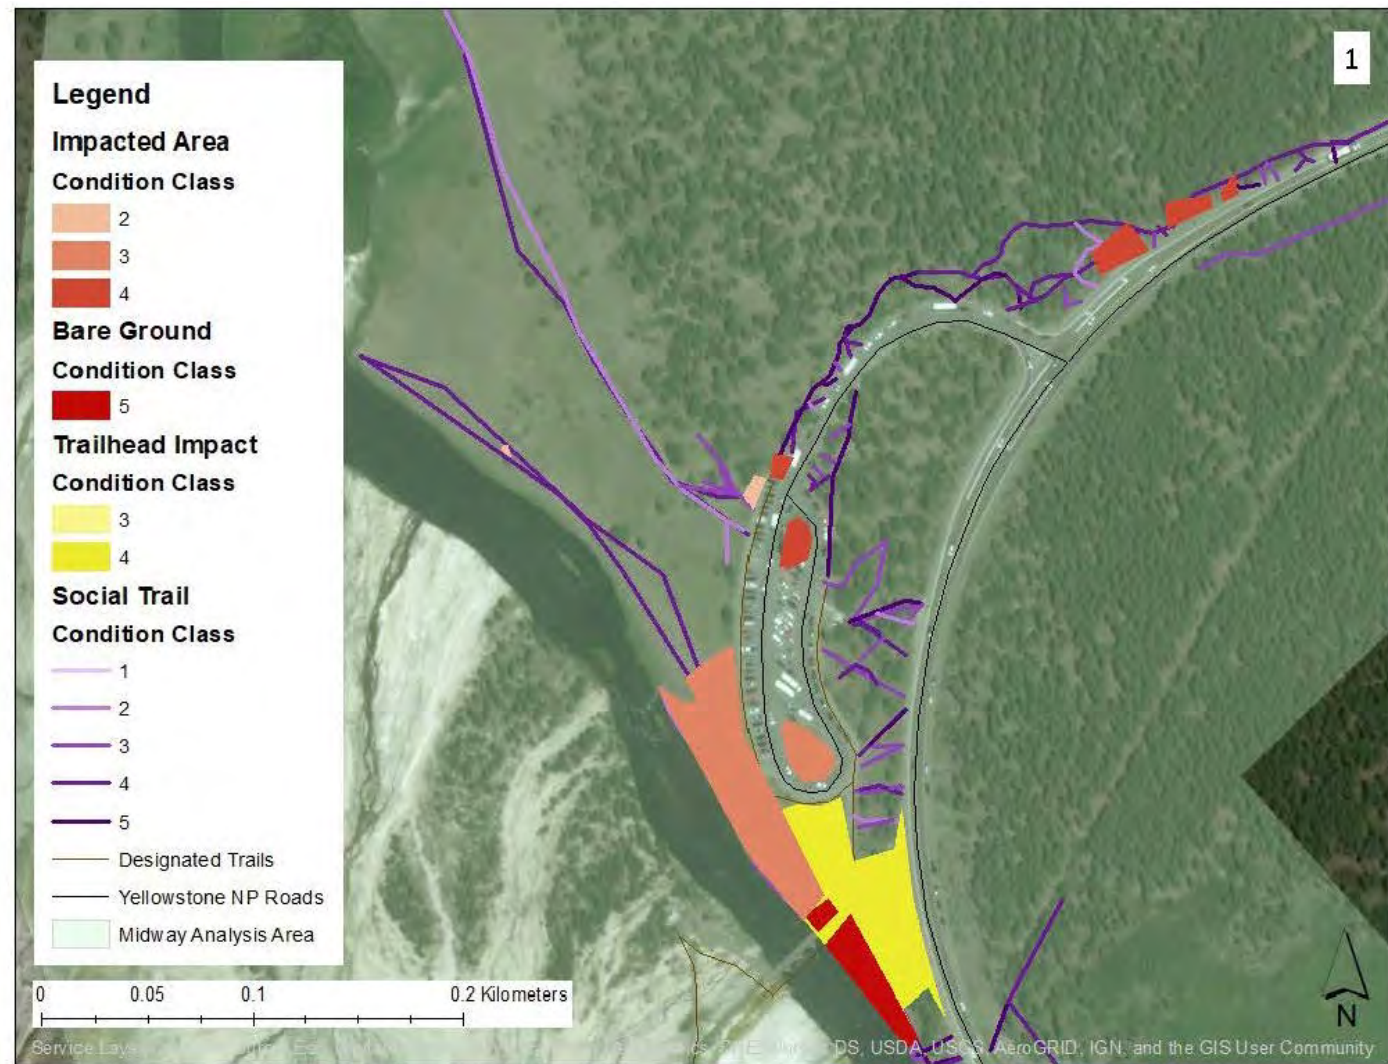 1
Legend
Impacted Area
Condition Class
2
3
4
Bare Ground
Condition Class
5
Trailhead Impact
Condition Class
3
4
Social Trail
Condition Class
1
2
3
4
5
Designated Trails
Yellowstone NP Roads
Midway Analysis Area
0 0.05 0.1 0.2 Kilometers
N
Service DS, USDA, USGS, AeroGRID, IGN, and the GIS User Community